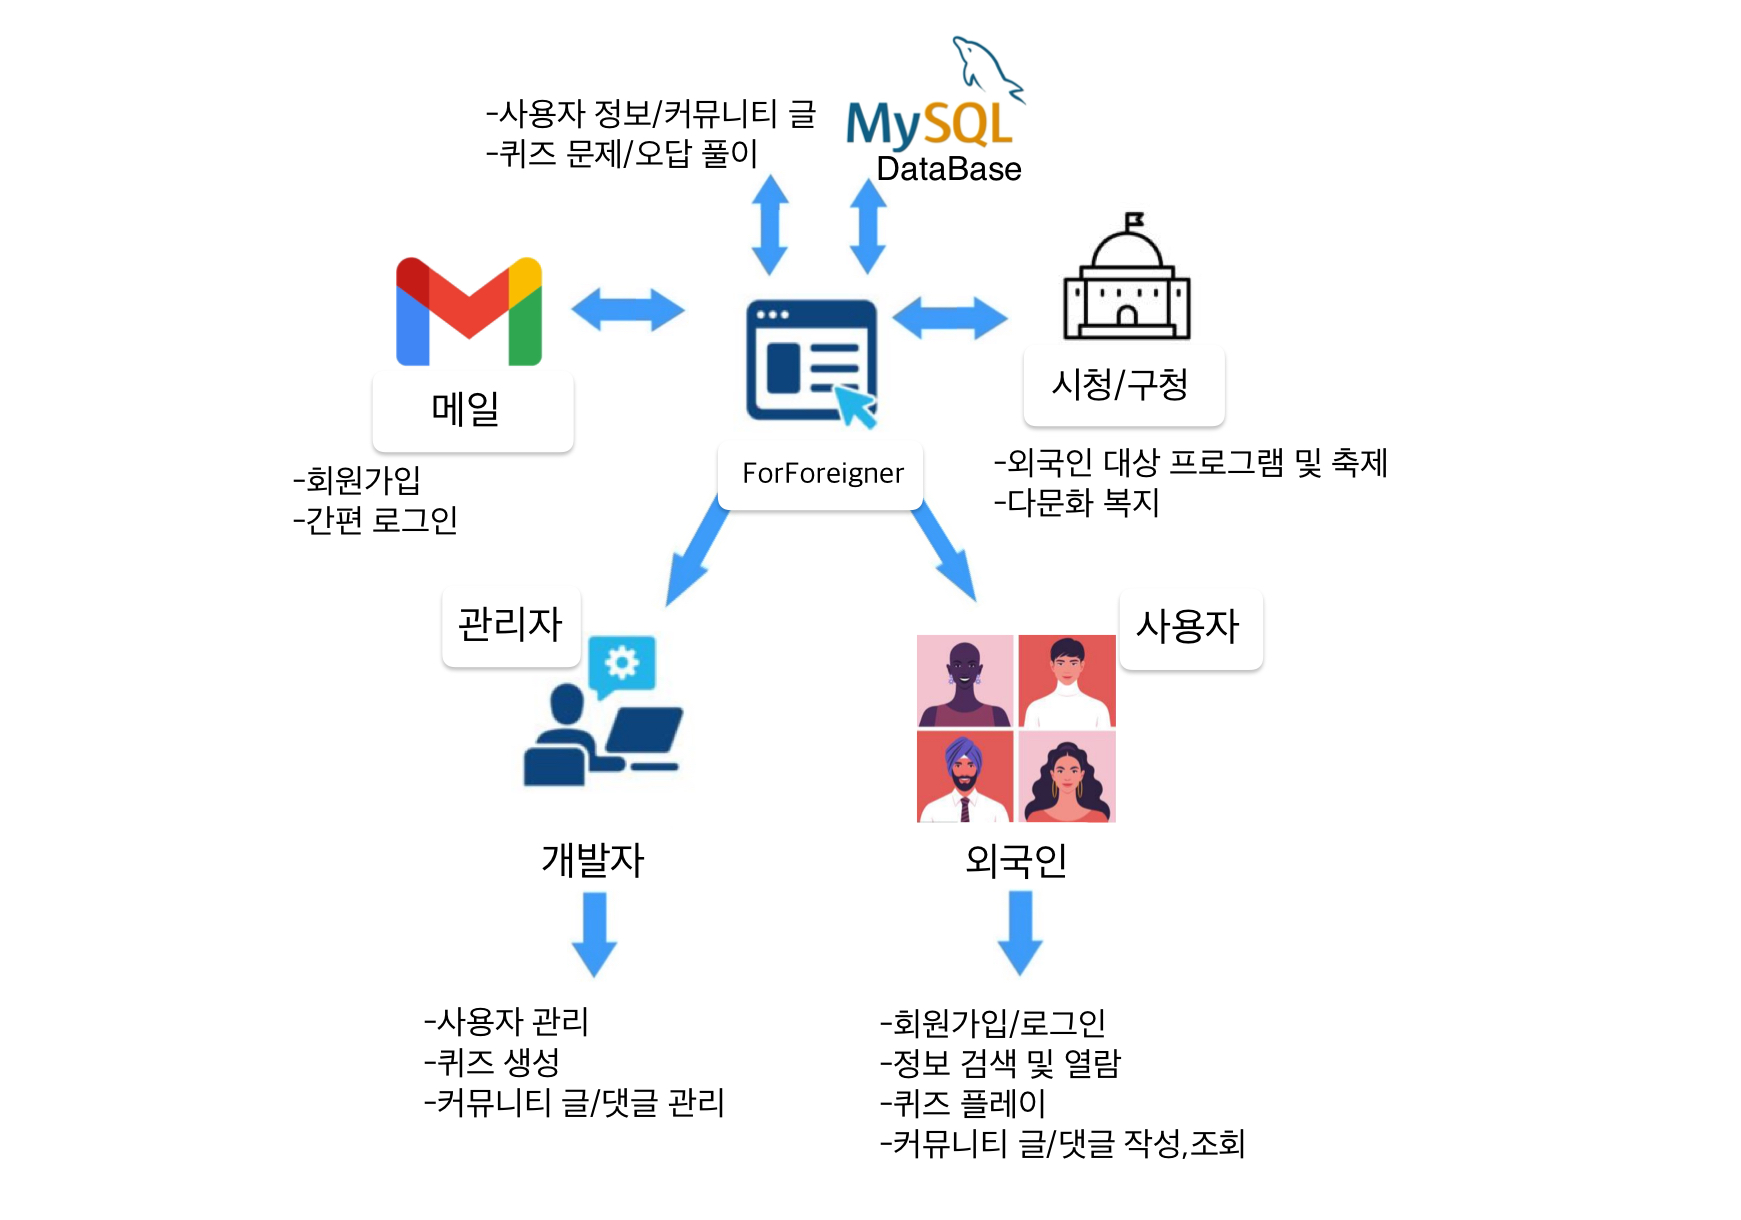 -사용자 정보/커뮤니티 글
-퀴즈 문제/오답 풀이
MySQL
DataBase
메일
-회원가입
-간편 로그인
ForForeigner
시청/구청
-외국인 대상 프로그램 및 축제
-다문화 복지
관리자
개발자
-사용자 관리
-퀴즈 생성
-커뮤니티 글/댓글 관리
사용자
외국인
-회원가입/로그인
-정보 검색 및 열람
-퀴즈 플레이
-커뮤니티 글/댓글 작성,조회